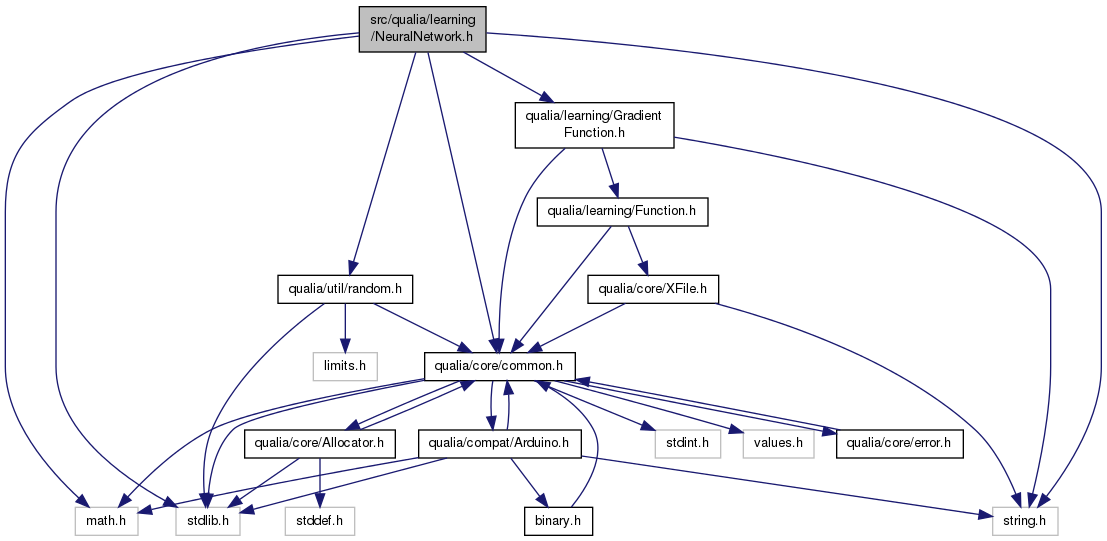 src/qualia/learning
/NeuralNetwork.h
qualia/learning/Gradient
Function.h
qualia/learning/Function.h
qualia/util/random.h
qualia/core/XFile.h
limits.h
qualia/core/common.h
qualia/core/Allocator.h
qualia/compat/Arduino.h
stdint.h
values.h
qualia/core/error.h
math.h
stdlib.h
stddef.h
binary.h
string.h